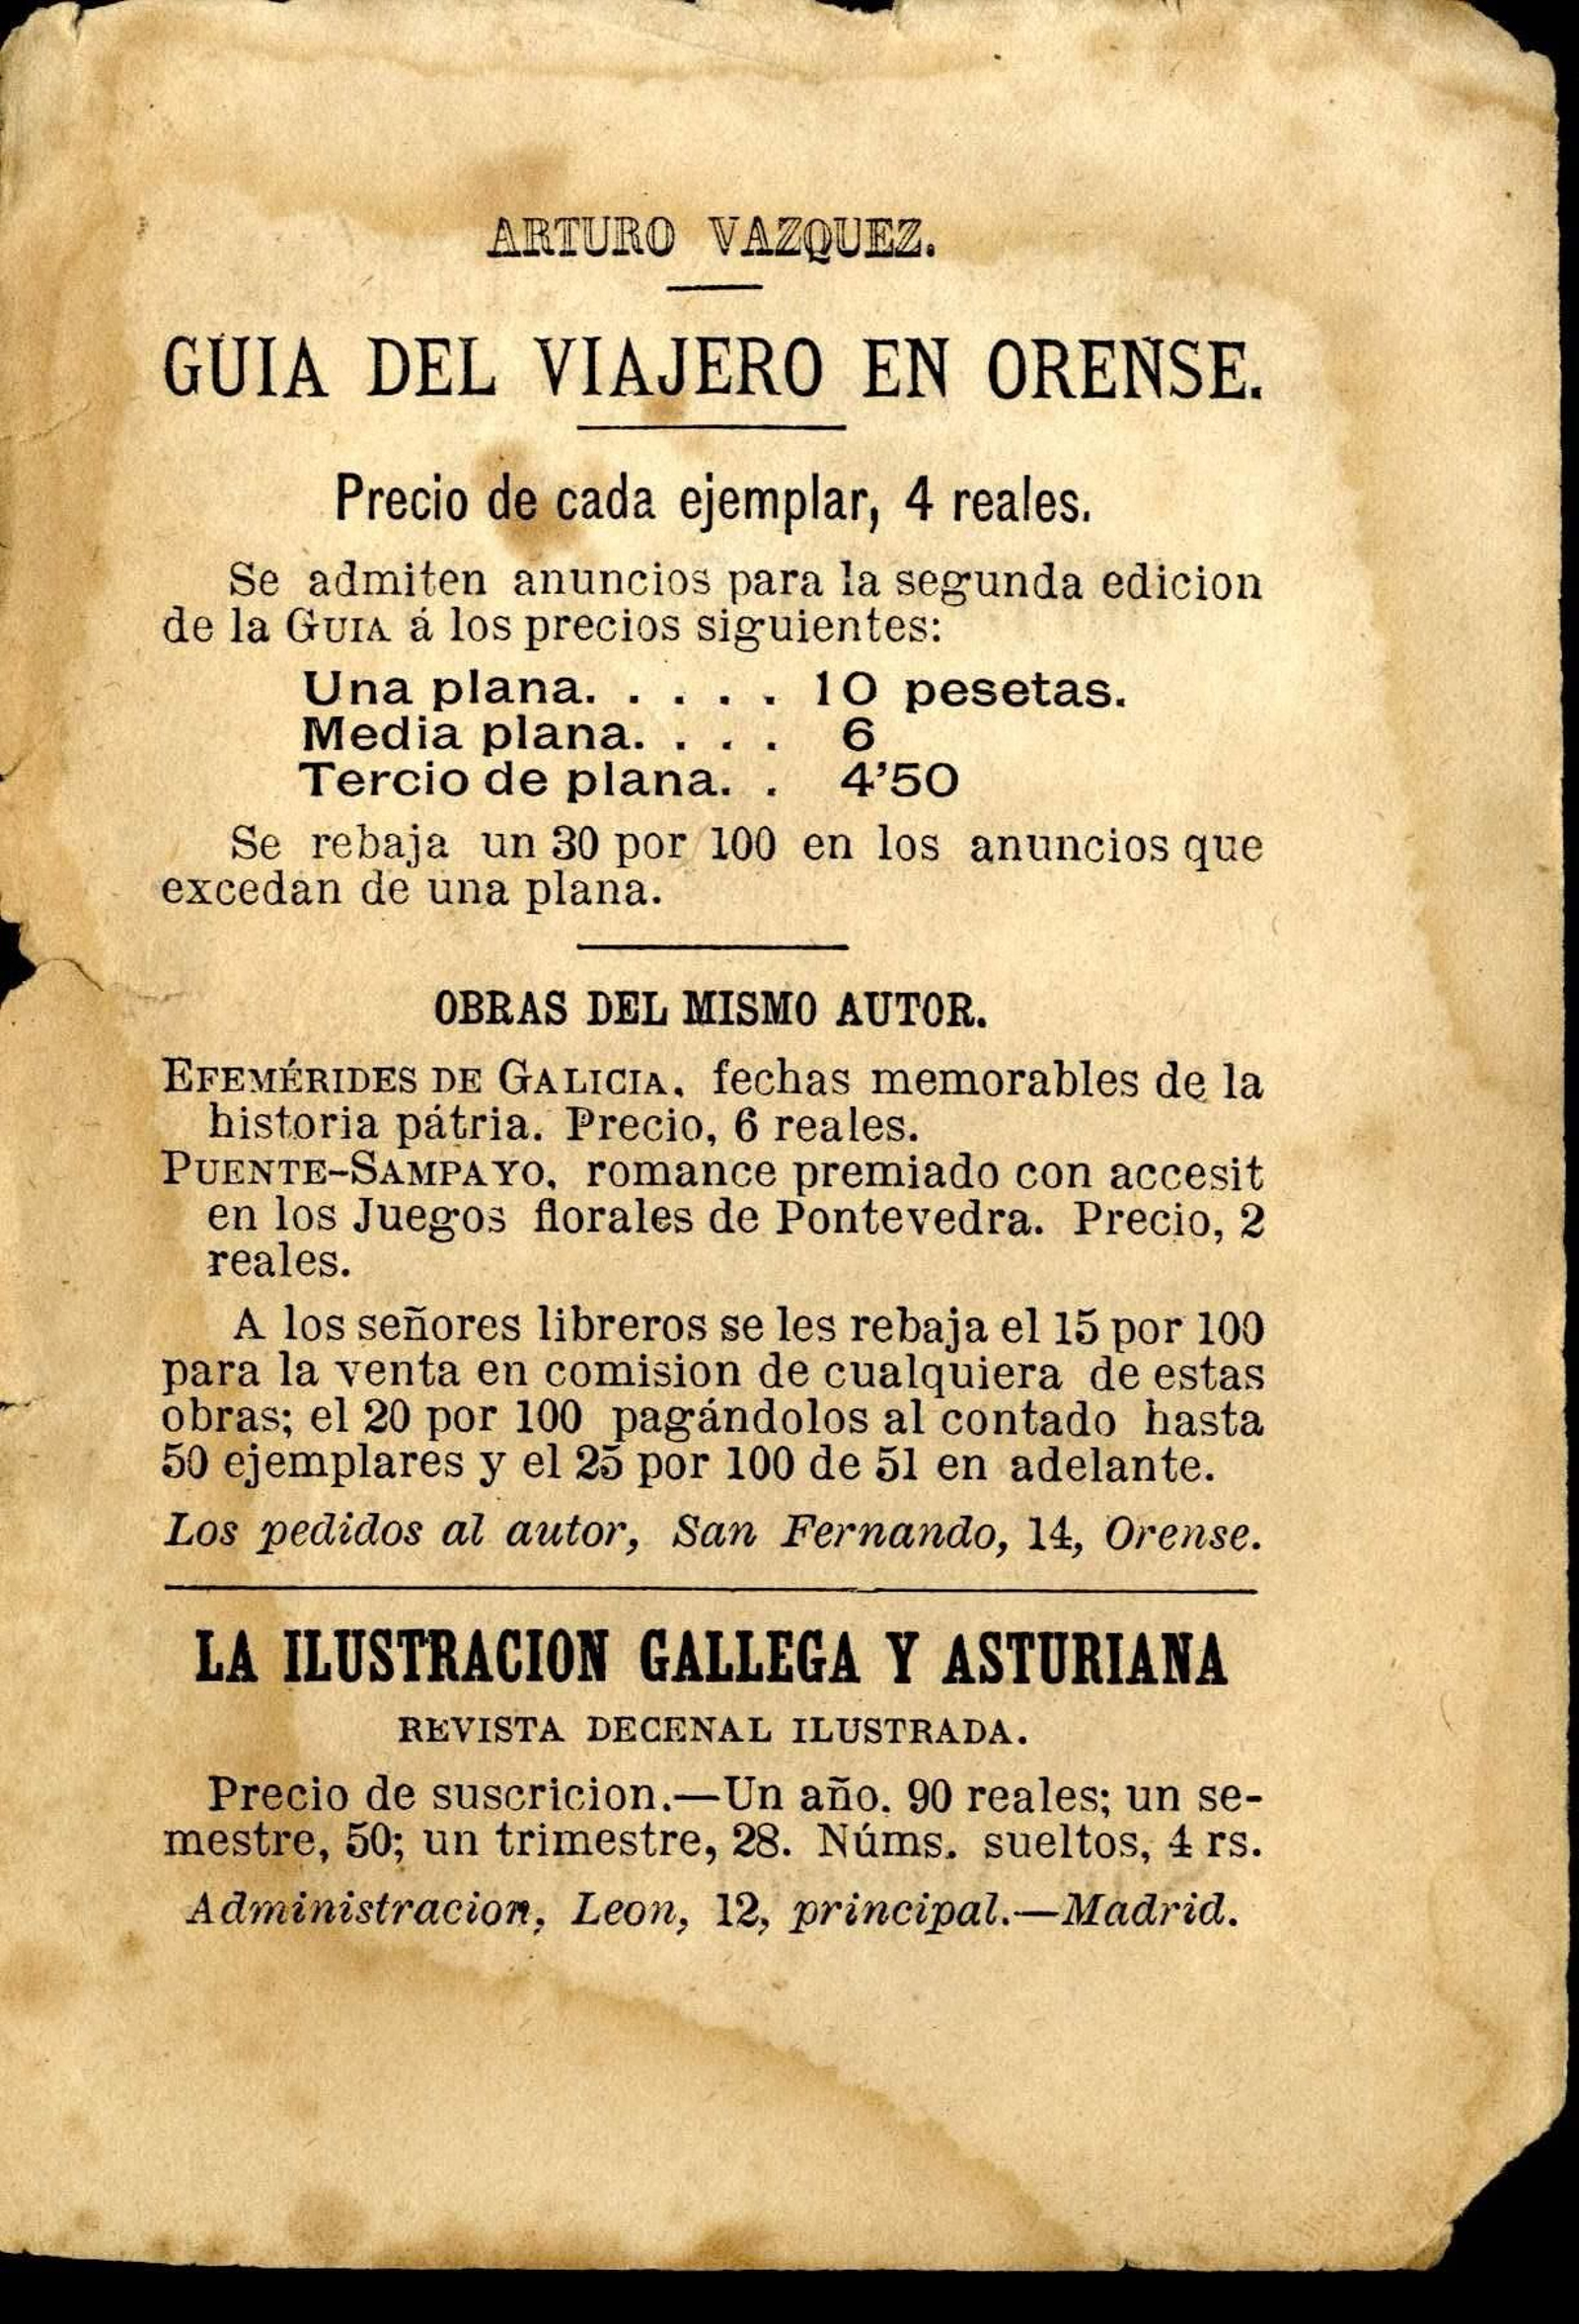 ARTURO VAZQUEZ.
GUIA DEL VIAJERO EN ORENSE.
Precio de cada ejemplar, 4 reales.
Se admiten anuncios para la segunda edicion
de la GUIA á los precios siguientes:
Una plana. . . . . 10 pesetas.
Media plana. . . . 6
Tercio de plana. . 4'50
Se rebaja un 30 por 100 en los anuncios que
excedan de una plana.
OBRAS DEL MISMO AUTOR.
EFEMÉRIDES DE GALICIA, fechas memorables de la
historia pátria. Precio, 6 reales.
PUENTE-SAMPAYO, romance premiado con accesit
en los Juegos florales de Pontevedra. Precio, 2
reales.
A los señores libreros se les rebaja el 15 por 100
para la venta en comision de cualquiera de estas
obras; el 20 por 100 pagándolos al contado hasta
50 ejemplares y el 25 por 100 de 51 en adelante.
Los pedidos al autor, San Fernando, 14, Orense.
LA ILUSTRACION GALLEGA Y ASTURIANA
REVISTA DECENAL ILUSTRADA.
Precio de suscricion.—Un año. 90 reales; un se-
mestre, 50; un trimestre, 28. Núms. sueltos, 4 rs.
Administracion, Leon, 12, principal.—Madrid.